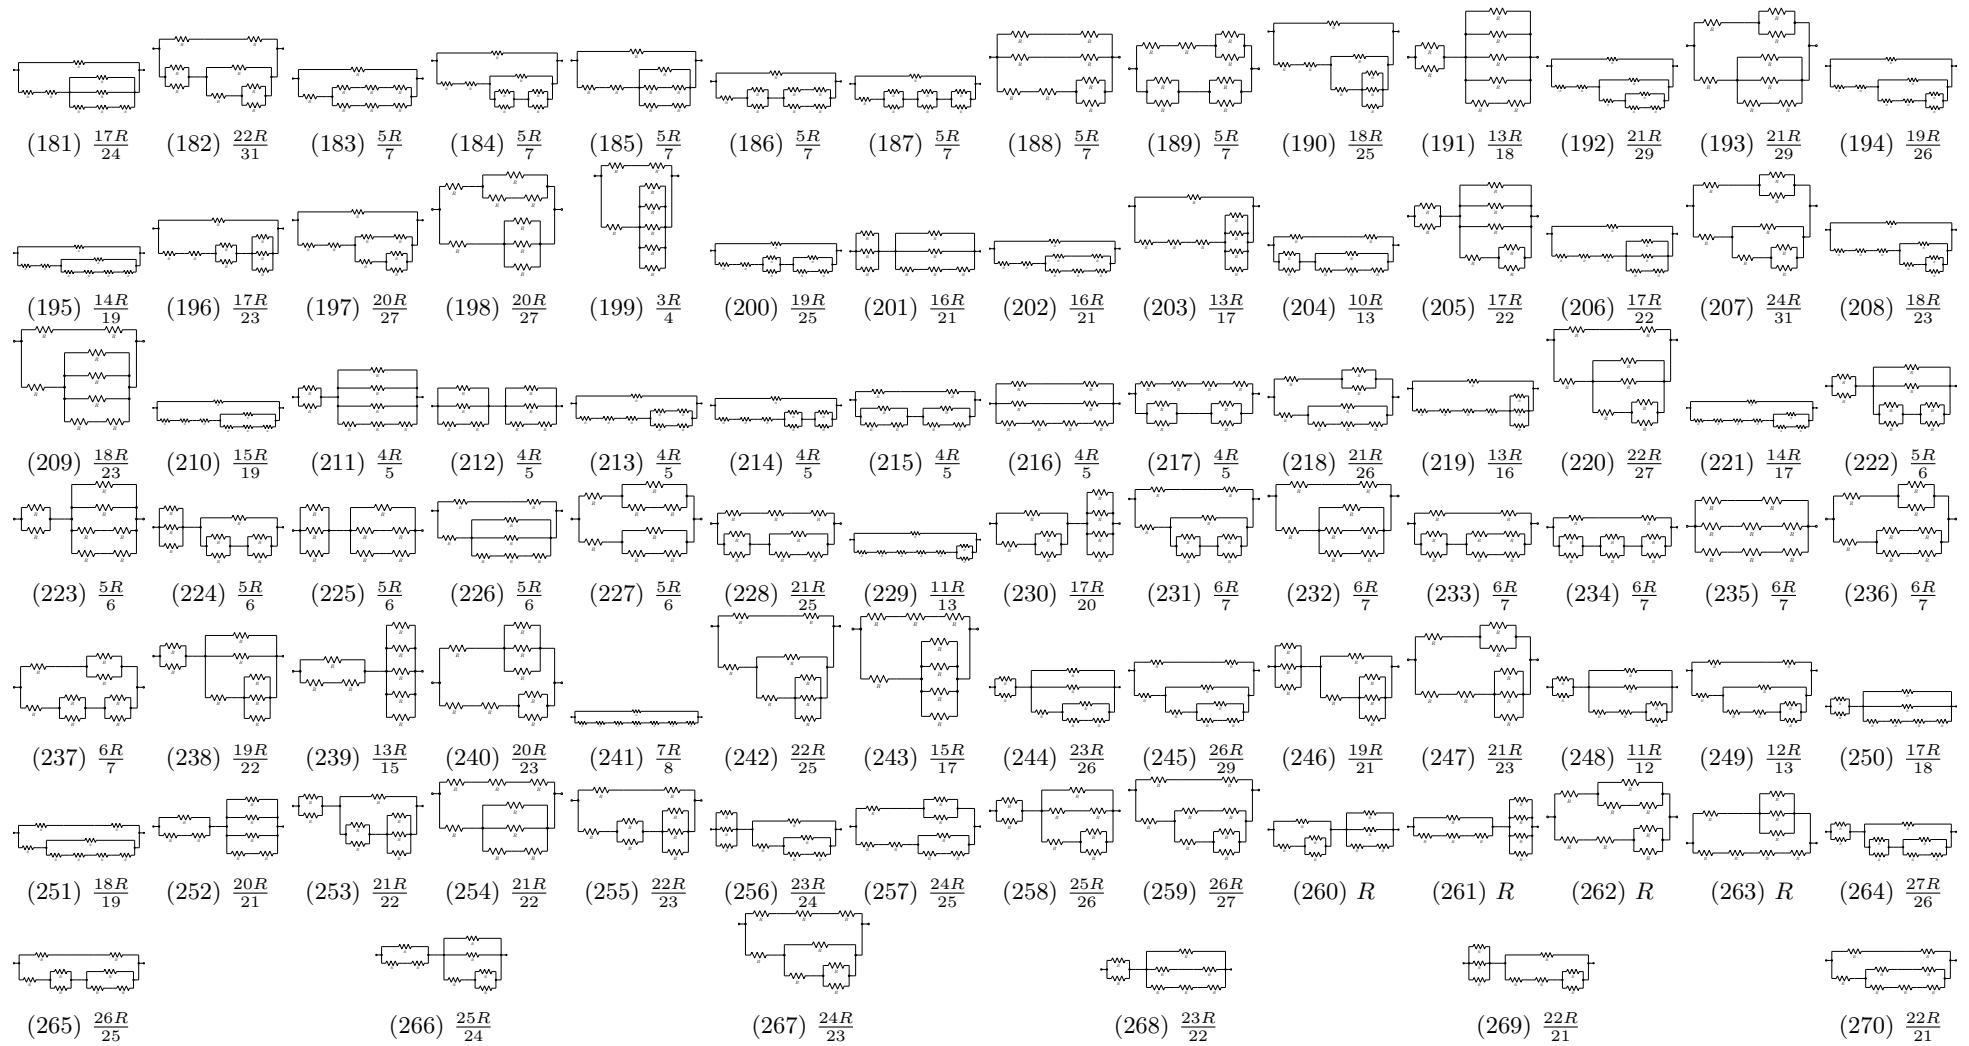 (181) 17R/24 (182) 22R/31 (183) 5R/7 (184) 5R/7 (185) 5R/7 (186) 5R/7 (187) 5R/7 (188) 5R/7 (189) 5R/7 (190) 18R/25 (191) 13R/18 (192) 21R/29 (193) 21R/29 (194) 19R/26
(195) 14R/19 (196) 17R/23 (197) 20R/27 (198) 20R/27 (199) 3R/4 (200) 19R/25 (201) 16R/21 (202) 16R/21 (203) 13R/17 (204) 10R/13 (205) 17R/22 (206) 17R/22 (207) 24R/31 (208) 18R/23
(209) 18R/23 (210) 15R/19 (211) 4R/5 (212) 4R/5 (213) 4R/5 (214) 4R/5 (215) 4R/5 (216) 4R/5 (217) 4R/5 (218) 21R/26 (219) 13R/16 (220) 22R/27 (221) 14R/17 (222) 5R/6
(223) 5R/6 (224) 5R/6 (225) 5R/6 (226) 5R/6 (227) 5R/6 (228) 21R/25 (229) 11R/13 (230) 17R/20 (231) 6R/7 (232) 6R/7 (233) 6R/7 (234) 6R/7 (235) 6R/7 (236) 6R/7
(237) 6R/7 (238) 19R/22 (239) 13R/15 (240) 20R/23 (241) 7R/8 (242) 22R/25 (243) 15R/17 (244) 23R/26 (245) 26R/29 (246) 19R/21 (247) 21R/23 (248) 11R/12 (249) 12R/13 (250) 17R/18
(251) 18R/19 (252) 20R/21 (253) 21R/22 (254) 21R/22 (255) 22R/23 (256) 23R/24 (257) 24R/25 (258) 25R/26 (259) 26R/27 (260) R (261) R (262) R (263) R (264) 27R/26
(265) 26R/25 (266) 25R/24 (267) 24R/23 (268) 23R/22 (269) 22R/21 (270) 22R/21